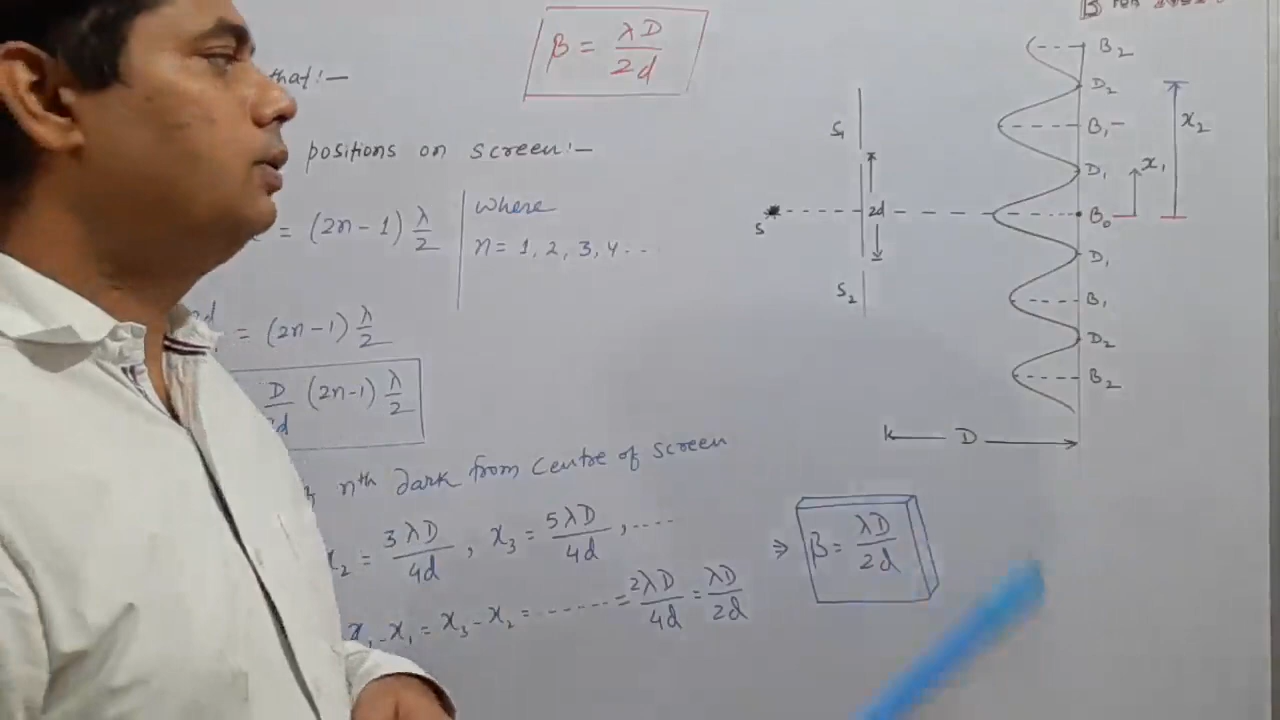 β = λD/2d
that:—
positions on screen:—
= (2n-1) λ/2
where
n = 1, 2, 3, 4 ...
= (2n-1) λ/2
D (2n-1) λ/2
nth dark from centre of screen
x₂ = 3λD/4d , x₃ = 5λD/4d , ....
x₁ - x₁ = x₃ - x₂ = ....... = 2λD/4d = λD/2d
⇒ β = λD/2d
S₁
S
2d
S₂
B₂
D₂
B₁
D₁
B₀
D₁
B₁
D₂
B₂
x₁
x₂
D